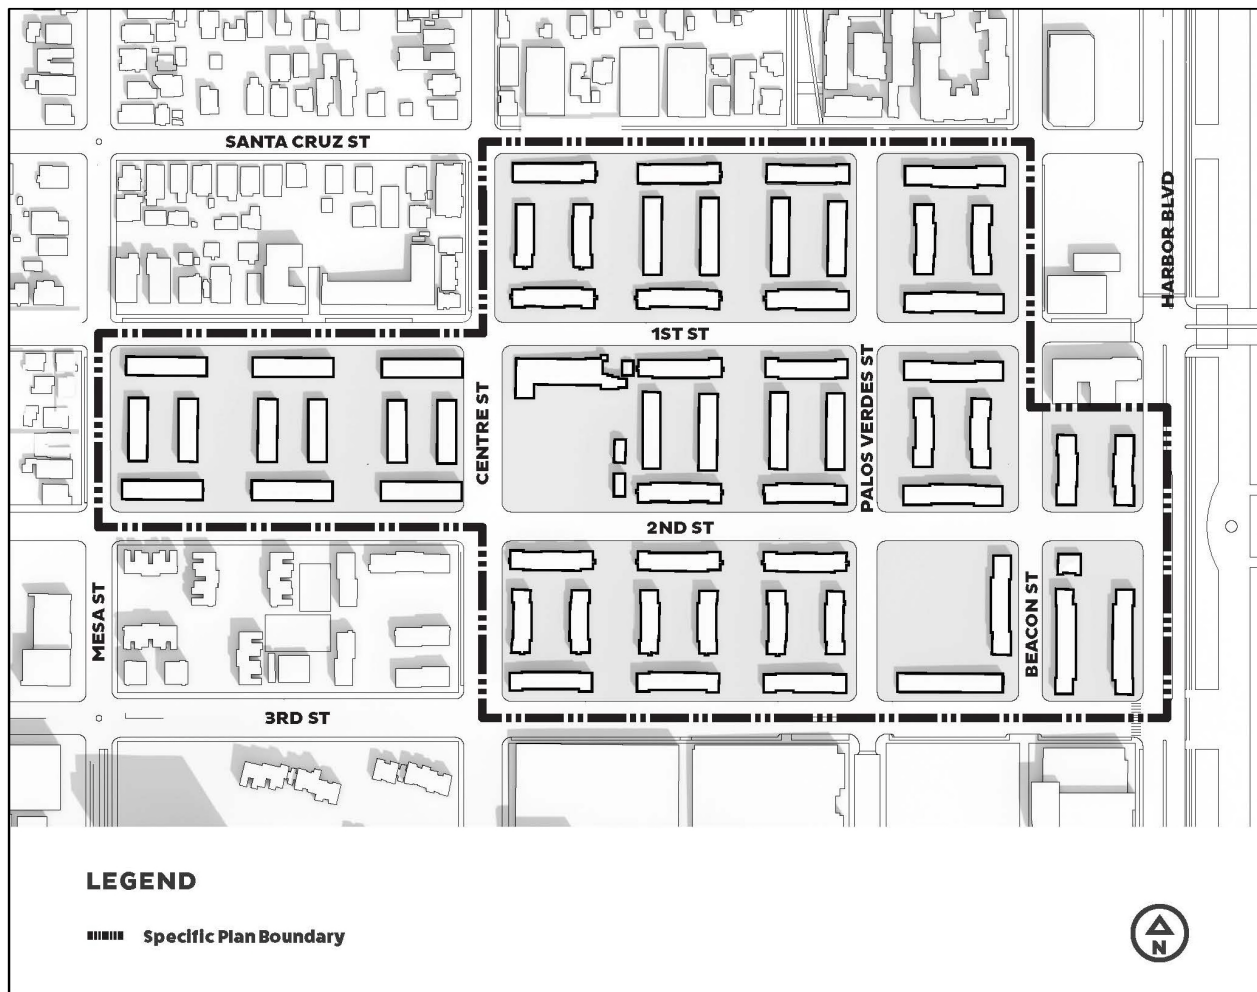 SANTA CRUZ ST
HARBOR BLVD
1ST ST
CENTRE ST
PALOS VERDES ST
2ND ST
MESA ST
BEACON ST
3RD ST
LEGEND
Specific Plan Boundary
N